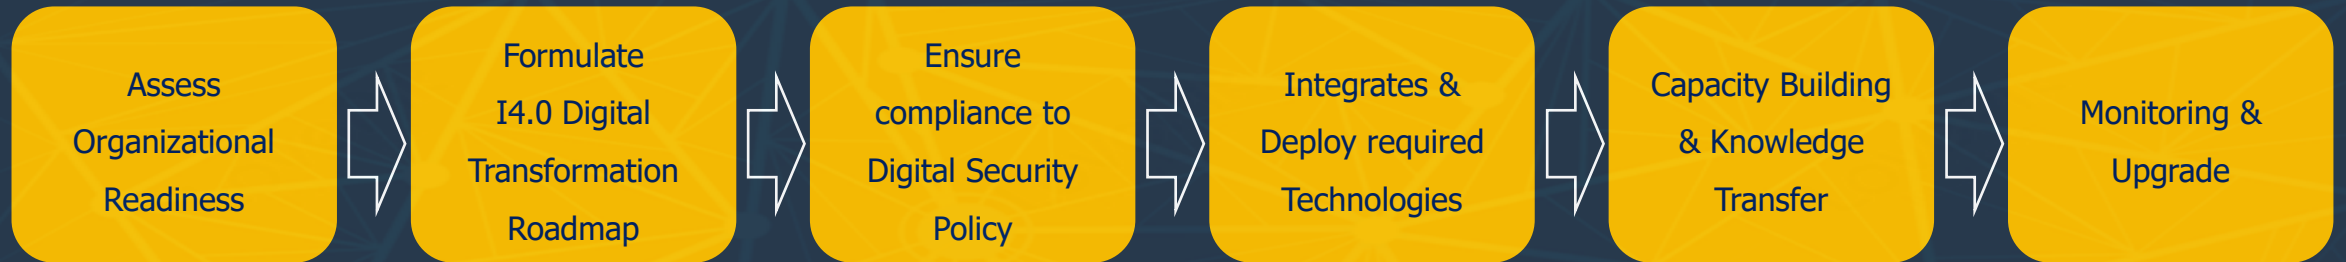 Assess
Organizational
Readiness
Formulate
I4.0 Digital
Transformation
Roadmap
Ensure
compliance to
Digital Security
Policy
Integrates &
Deploy required
Technologies
Capacity Building
& Knowledge
Transfer
Monitoring &
Upgrade